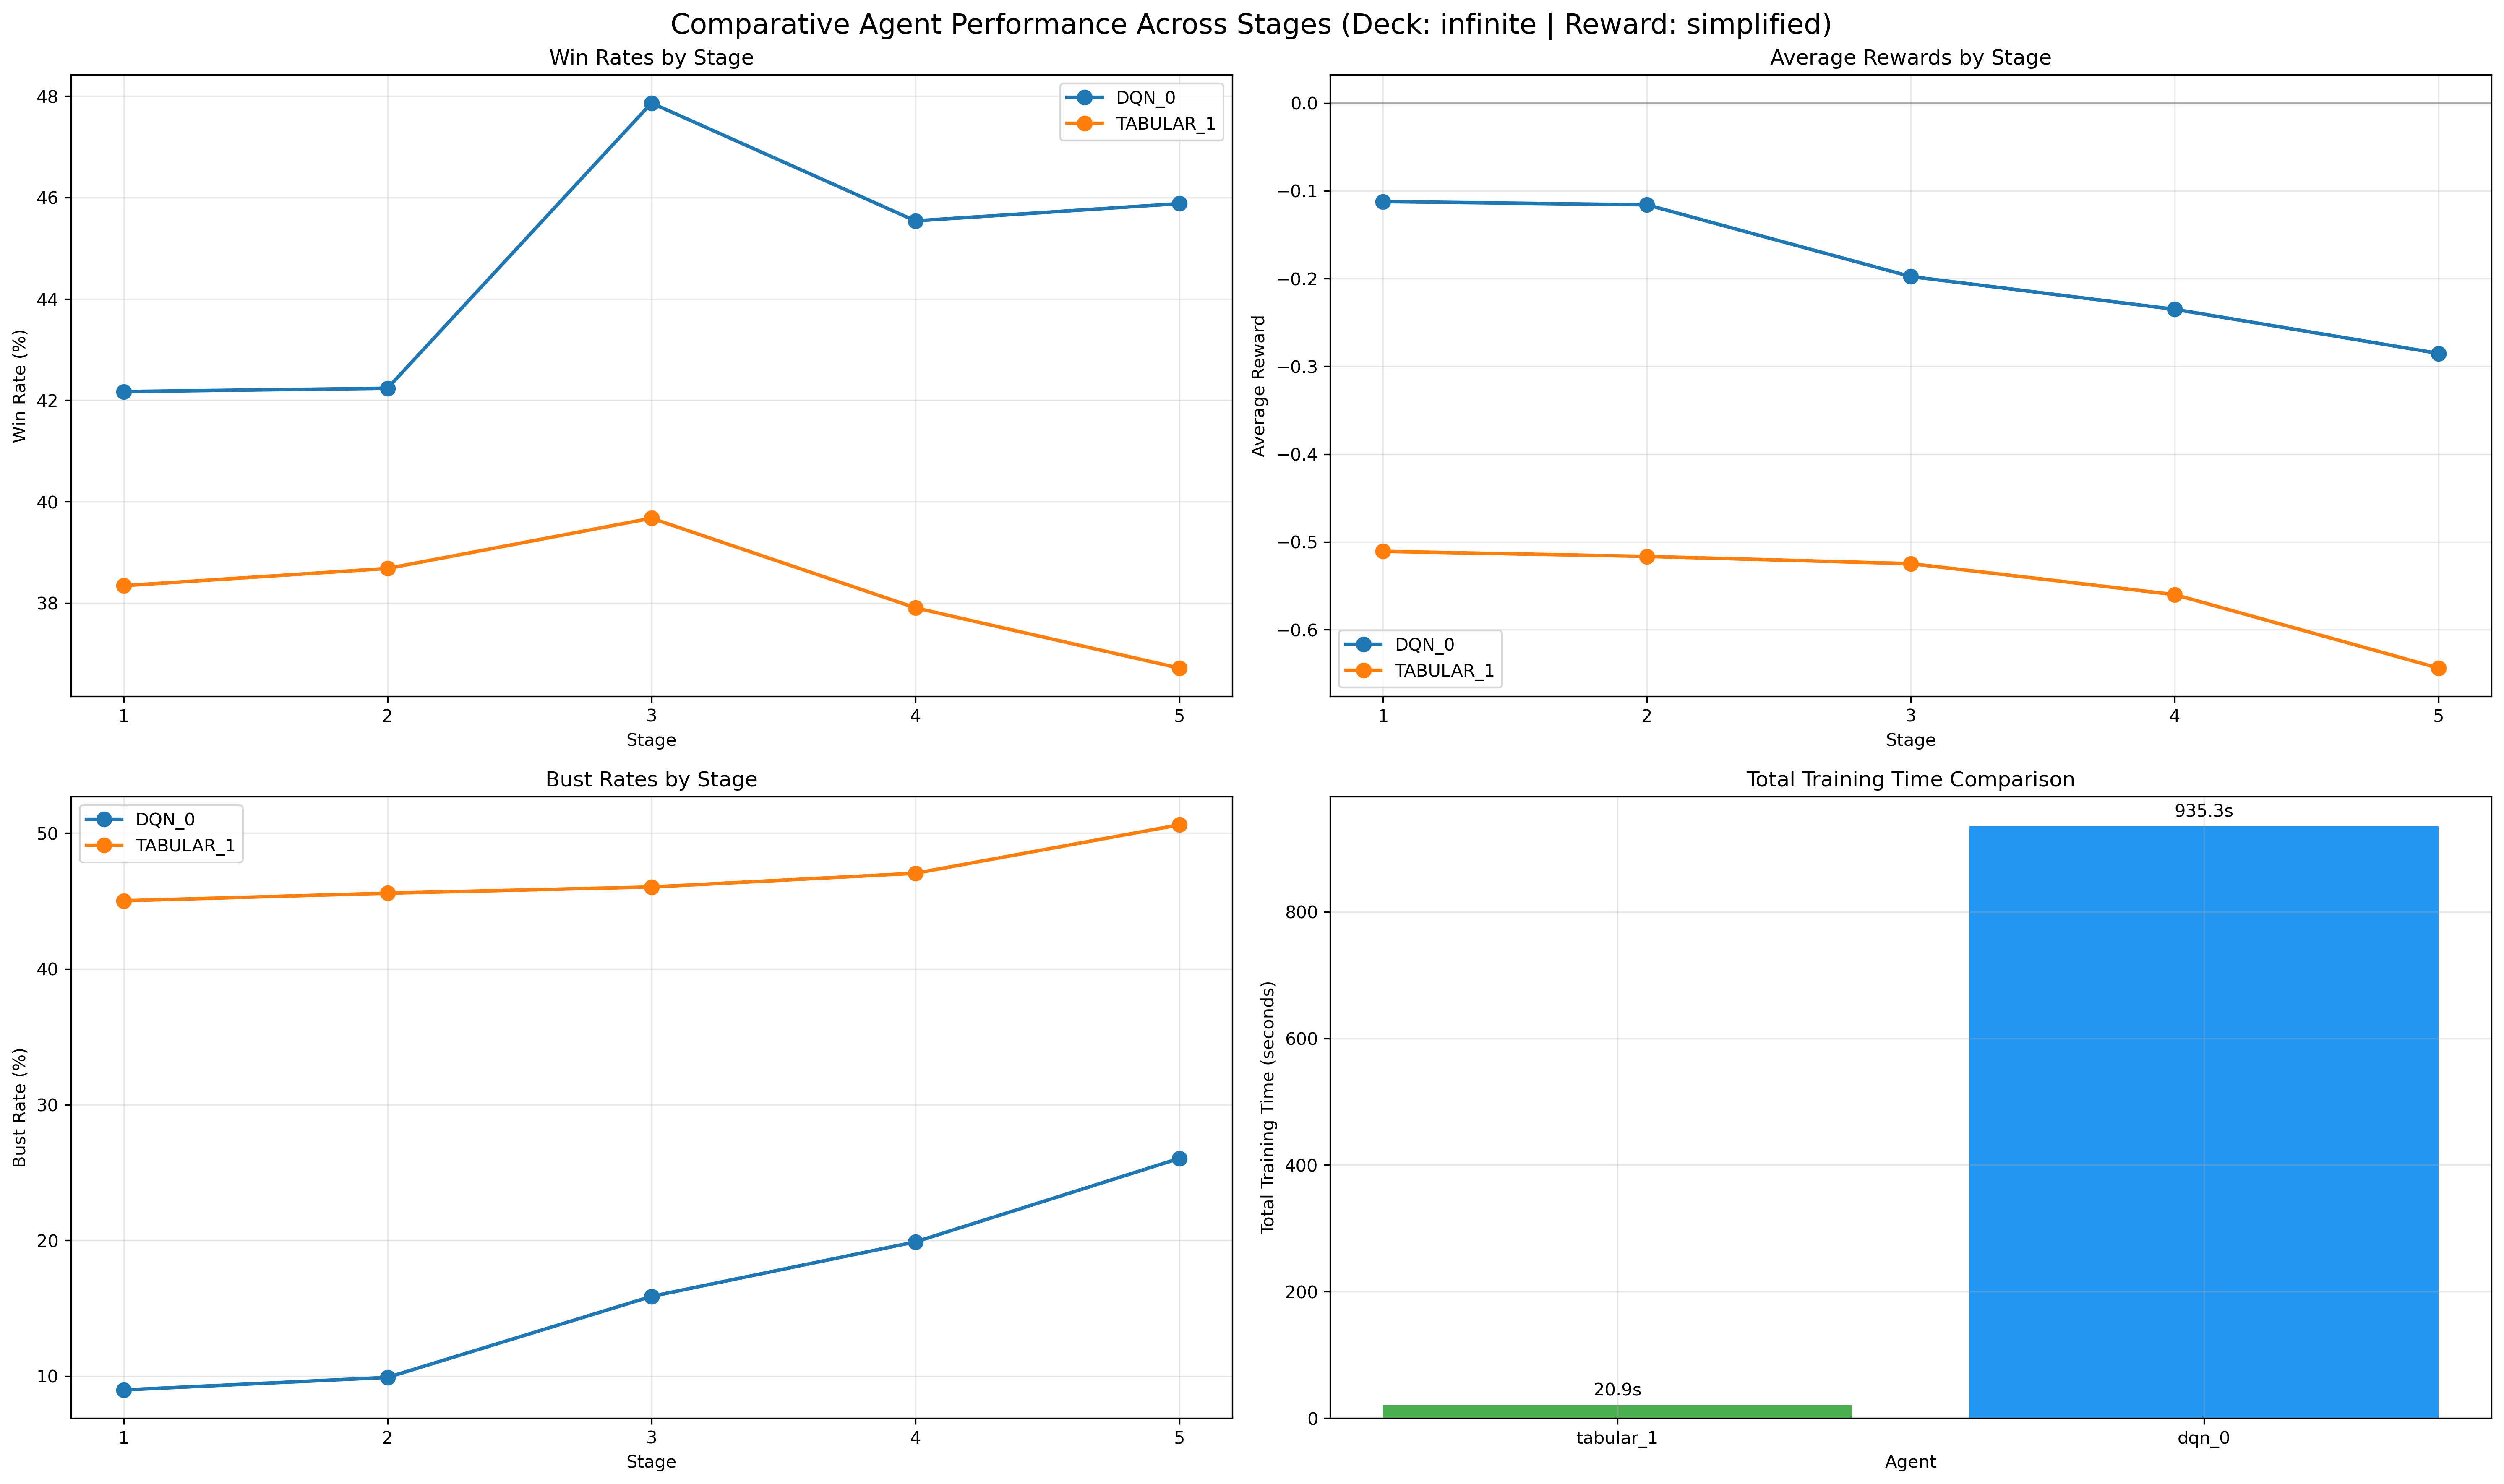 Comparative Agent Performance Across Stages (Deck: infinite | Reward: simplified)
Win Rates by Stage
Win Rate (%)
48
46
44
42
40
38
DQN_0
TABULAR_1
1
2
3
4
5
Stage
Average Rewards by Stage
Average Reward
0.0
−0.1
−0.2
−0.3
−0.4
−0.5
−0.6
DQN_0
TABULAR_1
1
2
3
4
5
Stage
Bust Rates by Stage
Bust Rate (%)
50
40
30
20
10
DQN_0
TABULAR_1
1
2
3
4
5
Stage
Total Training Time Comparison
Total Training Time (seconds)
800
600
400
200
0
935.3s
20.9s
tabular_1
dqn_0
Agent